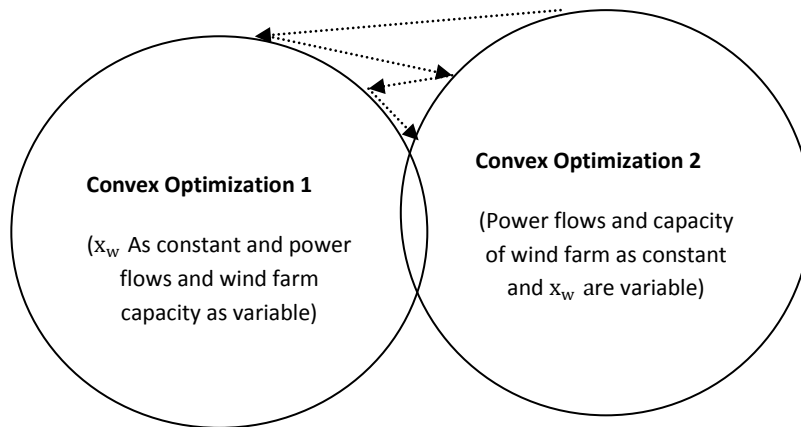 Convex Optimization 1
(x_w As constant and power
flows and wind farm
capacity as variable)
Convex Optimization 2
(Power flows and capacity
of wind farm as constant
and x_w are variable)